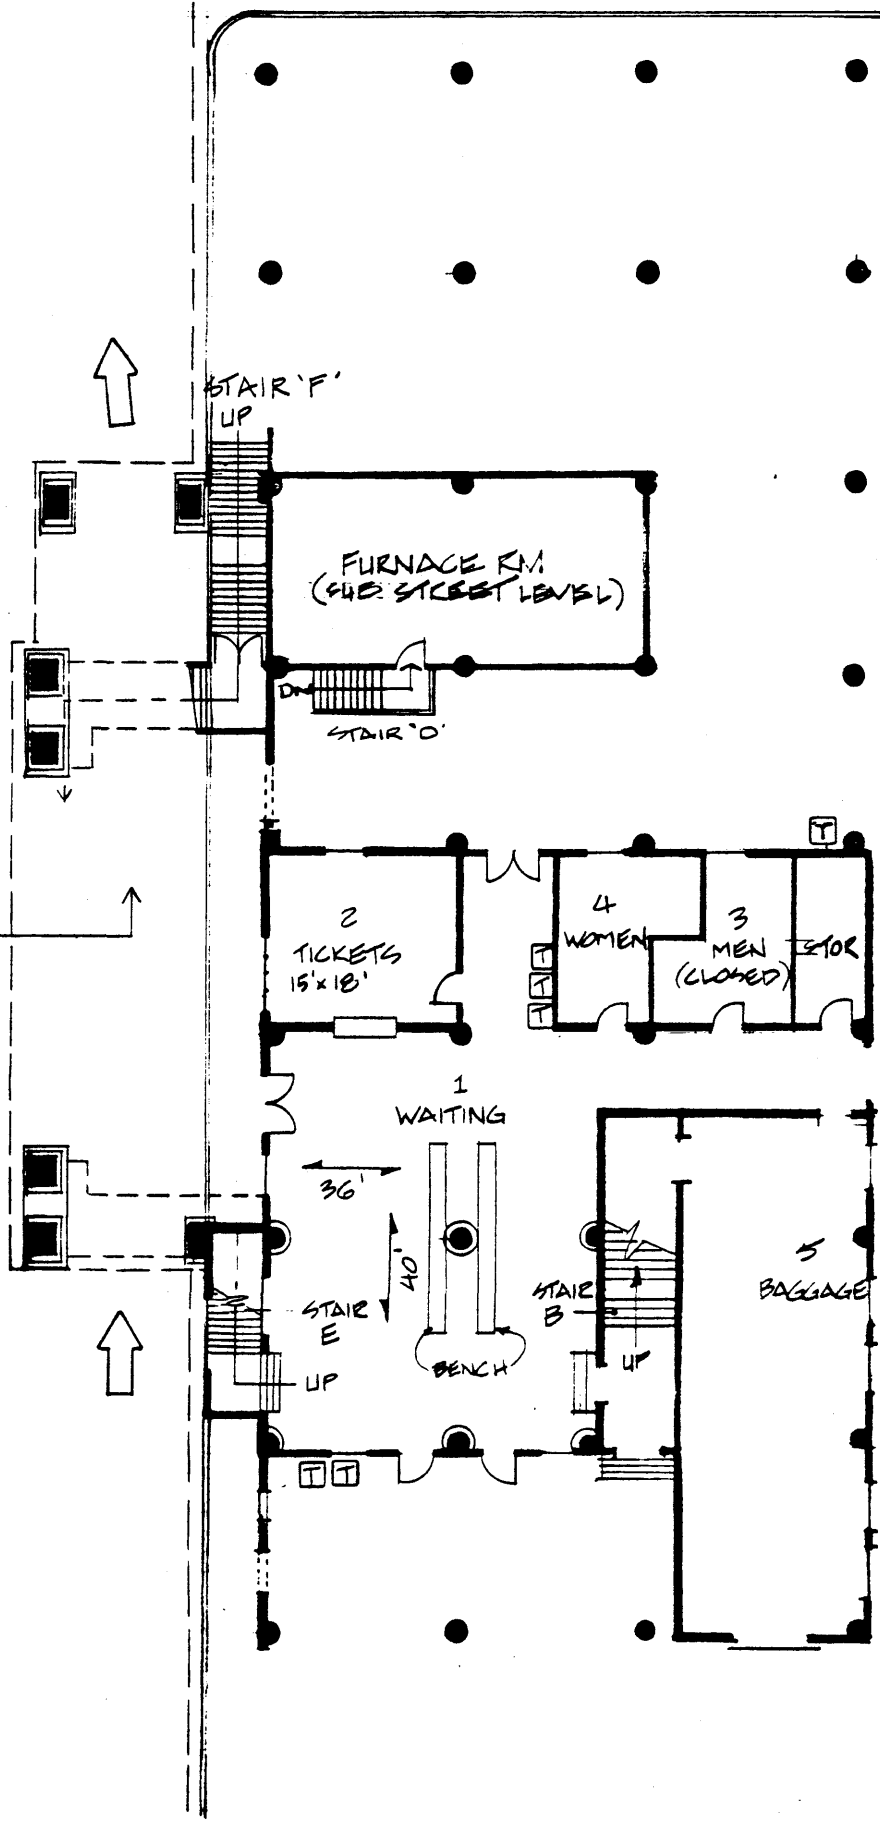 STAIR 'F'
UP
FURNACE RM
(SUB STREET LEVEL)
DN
STAIR 'D'
T
2
TICKETS
15'x18'
4
WOMEN
3
MEN
(CLOSED)
STOR
T
T
T
1
WAITING
36'
40'
STAIR
E
UP
BENCH
STAIR
B
UP
5
BAGGAGE
T T